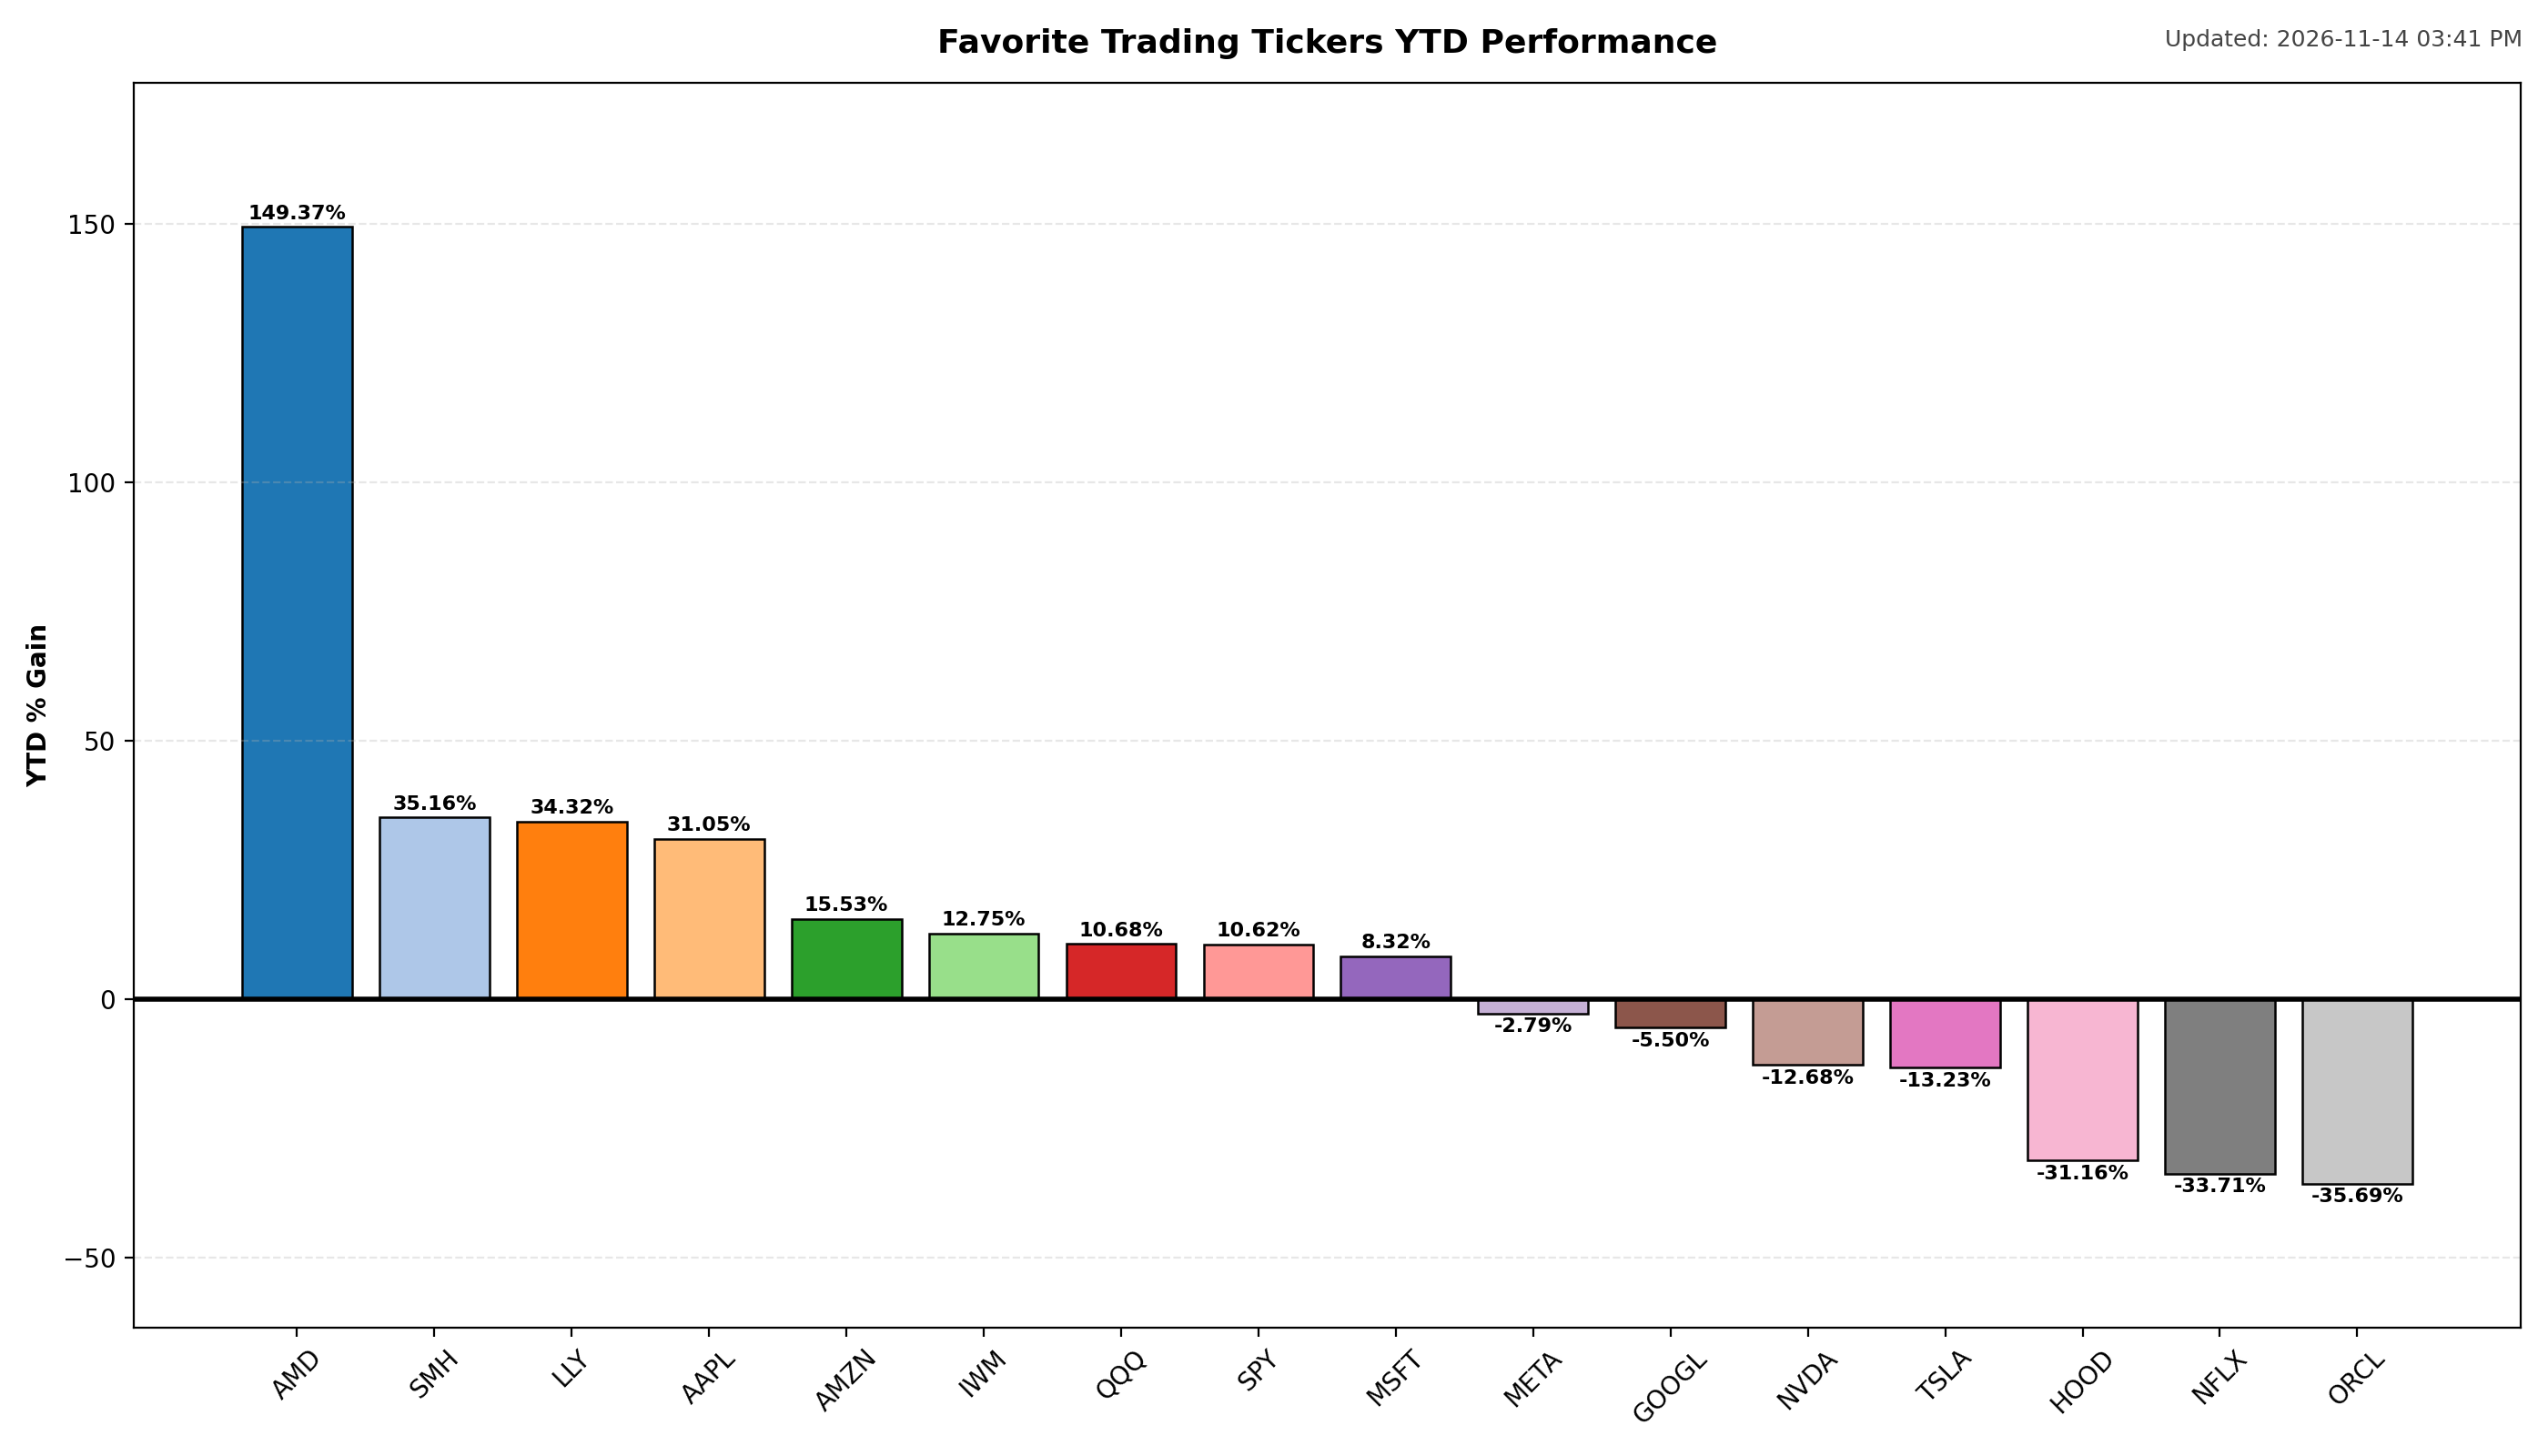 Favorite Trading Tickers YTD Performance
Updated: 2026-11-14 03:41 PM
YTD % Gain
150
100
50
0
−50
149.37%
35.16%
34.32%
31.05%
15.53%
12.75%
10.68%
10.62%
8.32%
-2.79%
-5.50%
-12.68%
-13.23%
-31.16%
-33.71%
-35.69%
AMD
SMH
LLY
AAPL
AMZN
IWM
QQQ
SPY
MSFT
META
GOOGL
NVDA
TSLA
HOOD
NFLX
ORCL